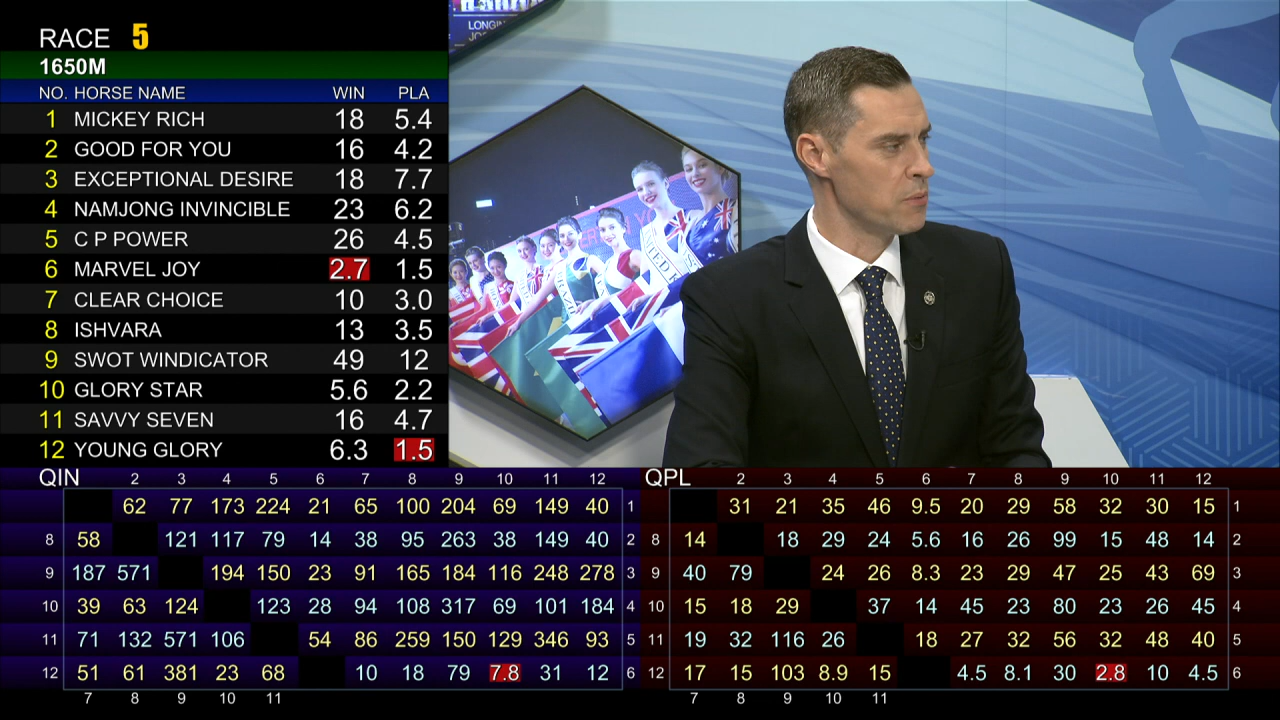 RACE 5
1650M
NO. HORSE NAME WIN PLA
1 MICKEY RICH 18 5.4
2 GOOD FOR YOU 16 4.2
3 EXCEPTIONAL DESIRE 18 7.7
4 NAMJONG INVINCIBLE 23 6.2
5 C P POWER 26 4.5
6 MARVEL JOY 2.7 1.5
7 CLEAR CHOICE 10 3.0
8 ISHVARA 13 3.5
9 SWOT WINDICATOR 49 12
10 GLORY STAR 5.6 2.2
11 SAVVY SEVEN 16 4.7
12 YOUNG GLORY 6.3 1.5
LONGIN
QIN 2 3 4 5 6 7 8 9 10 11 12
62 77 173 224 21 65 100 204 69 149 40 1
8 58 121 117 79 14 38 95 263 38 149 40 2
9 187 571 194 150 23 91 165 184 116 248 278 3
10 39 63 124 123 28 94 108 317 69 101 184 4
11 71 132 571 106 54 86 259 150 129 346 93 5
12 51 61 381 23 68 10 18 79 7.8 31 12 6
7 8 9 10 11
QPL 2 3 4 5 6 7 8 9 10 11 12
31 21 35 46 9.5 20 29 58 32 30 15 1
8 14 18 29 24 5.6 16 26 99 15 48 14 2
9 40 79 24 26 8.3 23 29 47 25 43 69 3
10 15 18 29 37 14 45 23 80 23 26 45 4
11 19 32 116 26 18 27 32 56 32 48 40 5
12 17 15 103 8.9 15 4.5 8.1 30 2.8 10 4.5 6
7 8 9 10 11